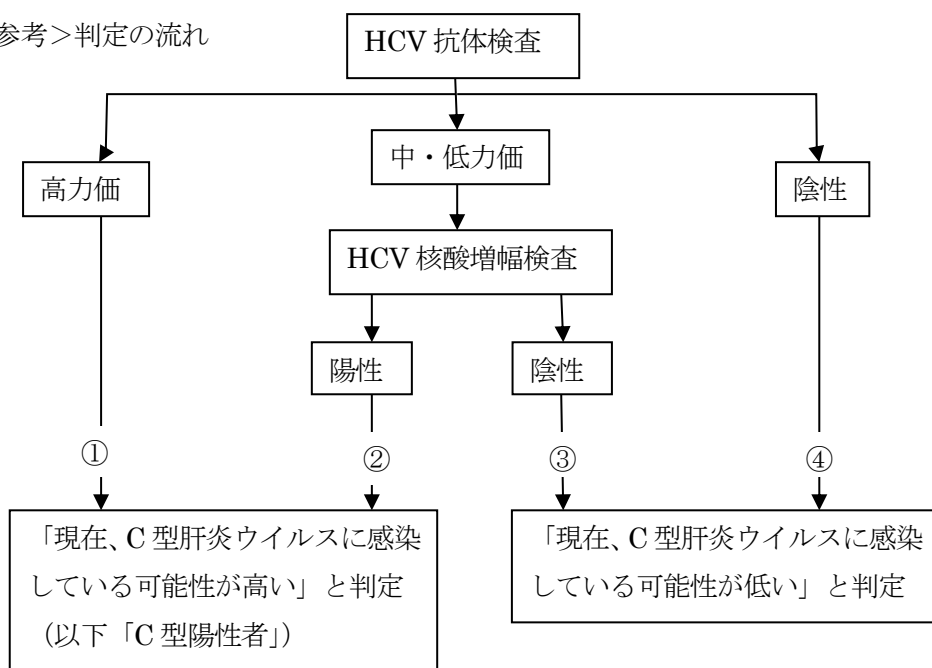 参考＞判定の流れ
HCV 抗体検査
高力価
中・低力価
陰性
HCV 核酸増幅検査
陽性
陰性
①
②
③
④
「現在、C 型肝炎ウイルスに感染
している可能性が高い」と判定
（以下「C 型陽性者」）
「現在、C 型肝炎ウイルスに感染
している可能性が低い」と判定